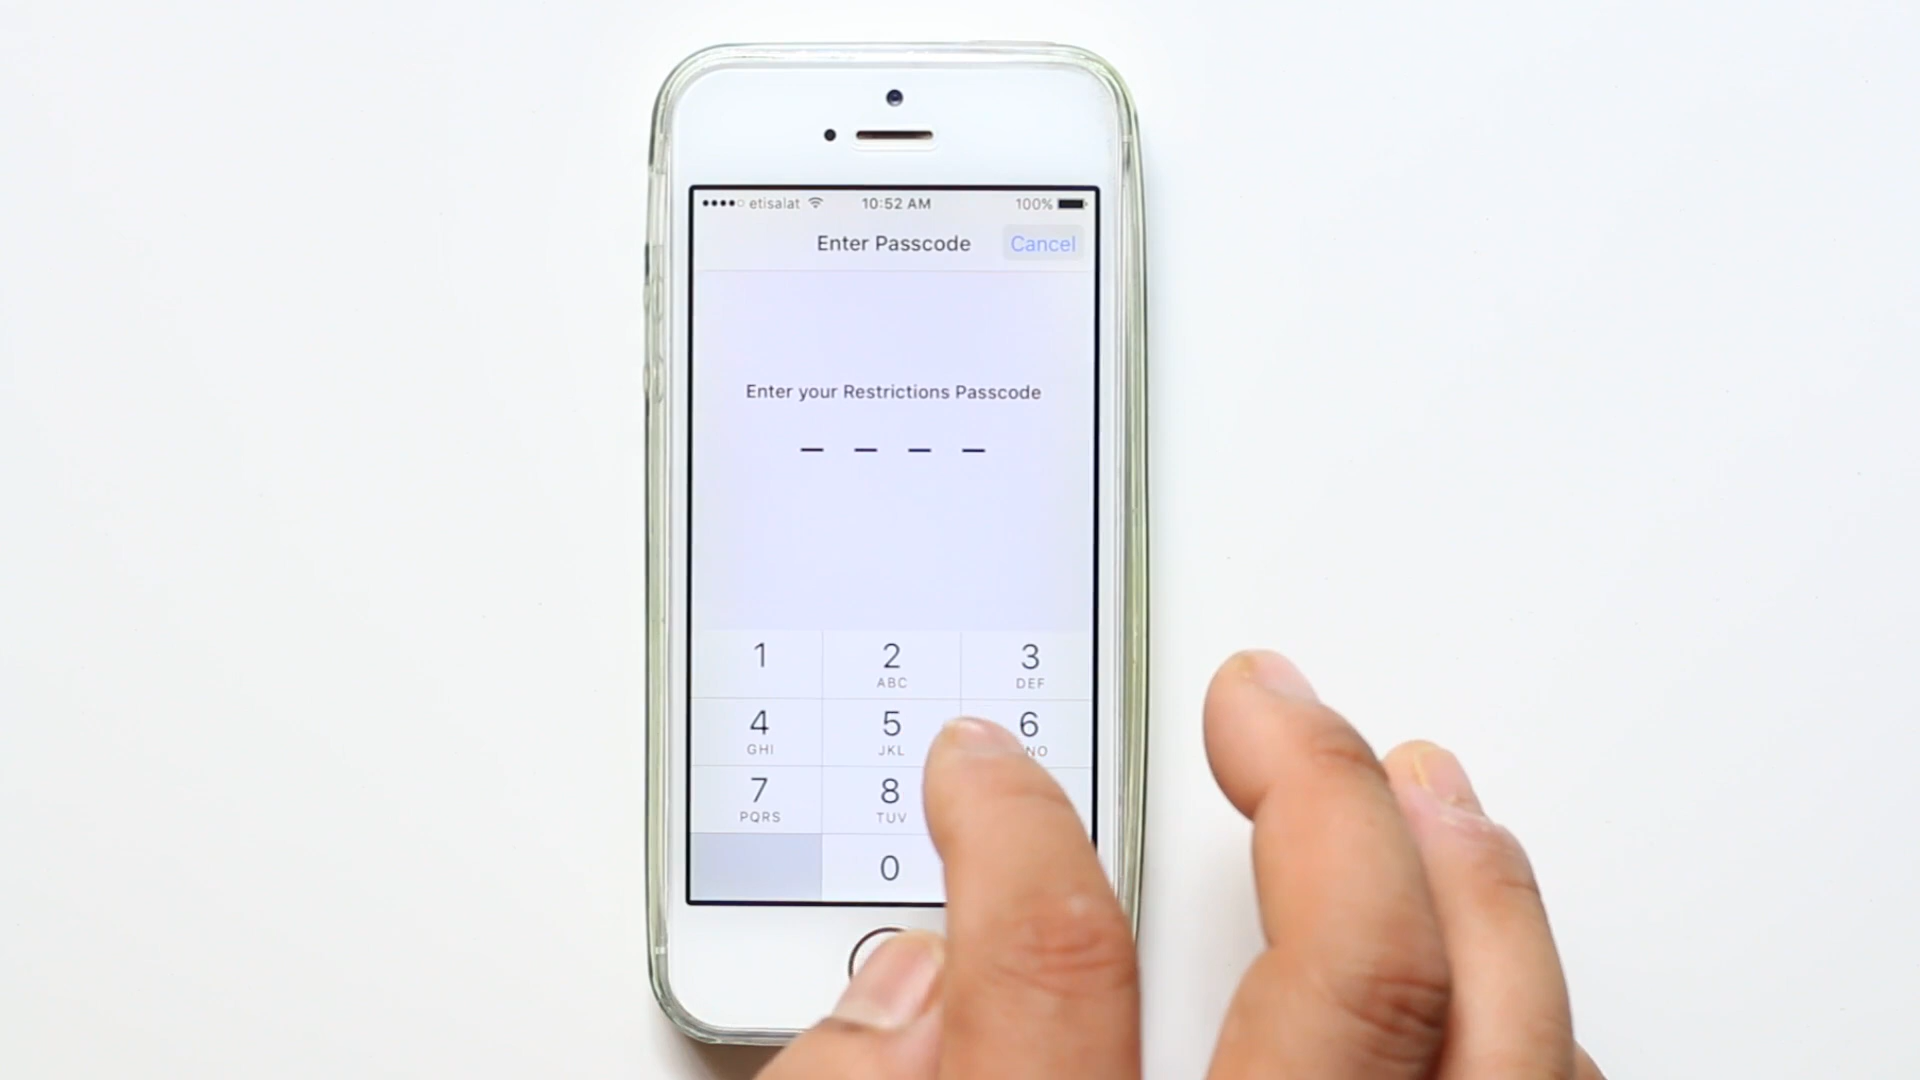 etisalat 10:52 AM 100%
Enter Passcode Cancel
Enter your Restrictions Passcode
1 2 3
ABC DEF
4 5 6
GHI JKL NO
7 8
PQRS TUV
0